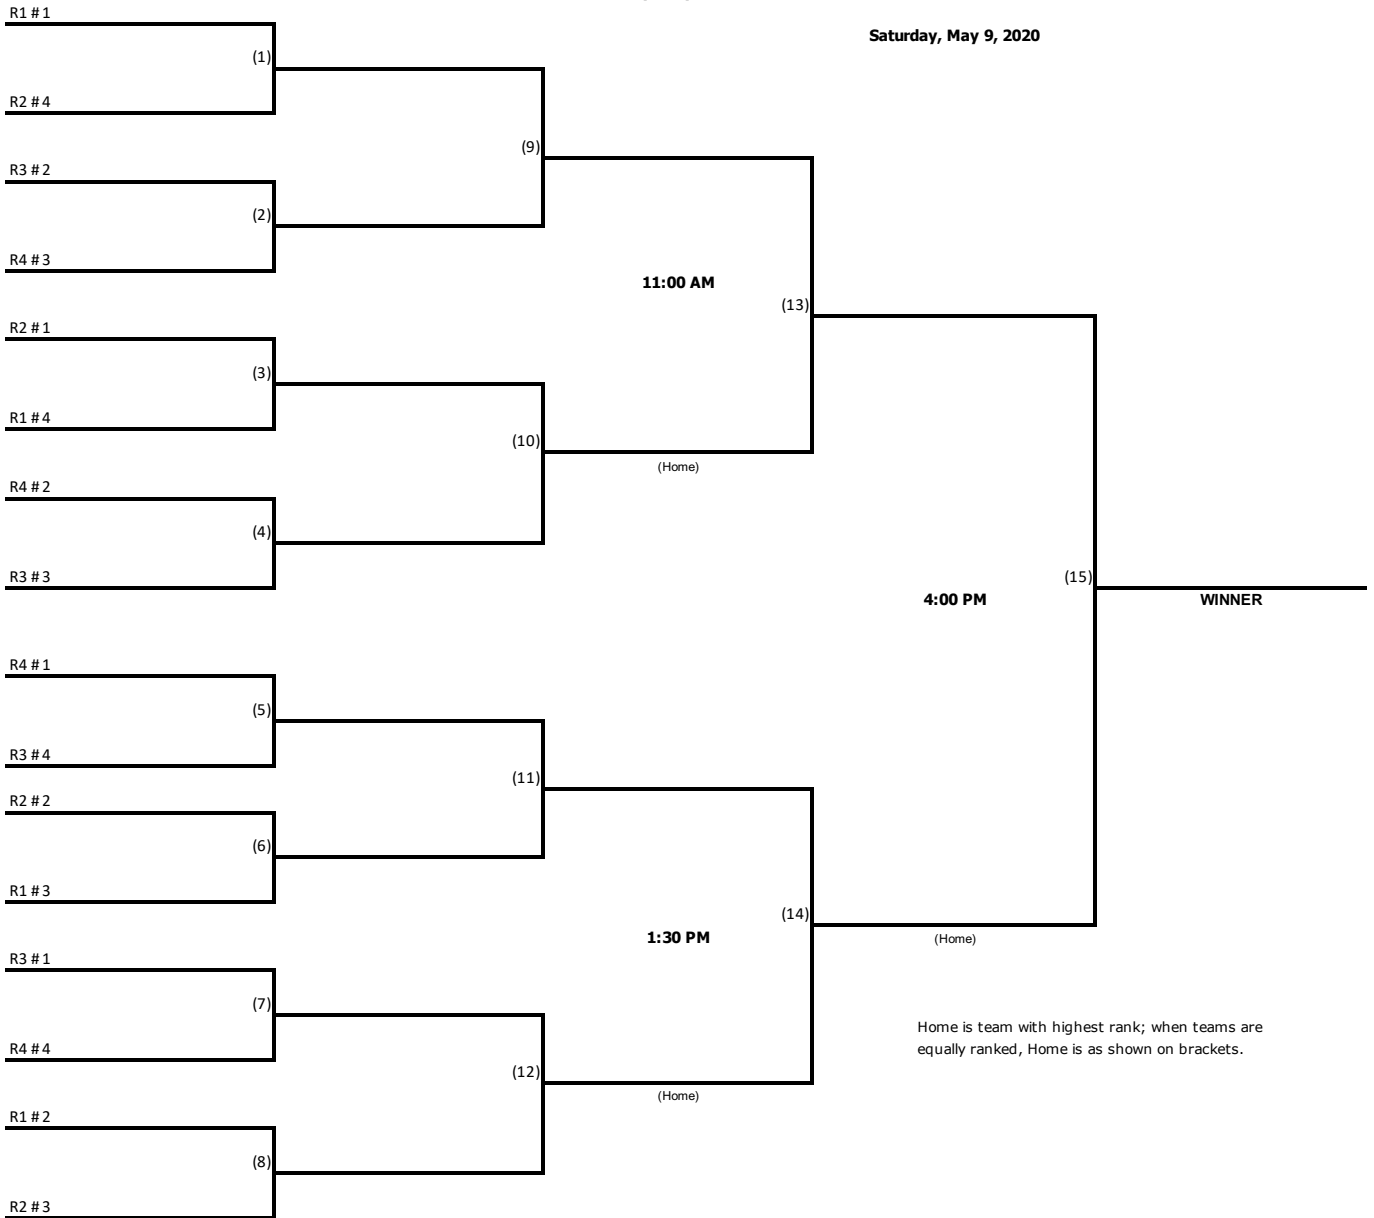 R1 #1
Saturday, May 9, 2020
(1)
R2 #4
(9)
R3 #2
(2)
R4 #3
11:00 AM
(13)
R2 #1
(3)
R1 #4
(10)
(Home)
R4 #2
(4)
R3 #3
(15)
4:00 PM
WINNER
R4 #1
(5)
R3 #4
(11)
R2 #2
(6)
R1 #3
(14)
1:30 PM
(Home)
R3 #1
(7)
Home is team with highest rank; when teams are
equally ranked, Home is as shown on brackets.
R4 #4
(12)
(Home)
R1 #2
(8)
R2 #3